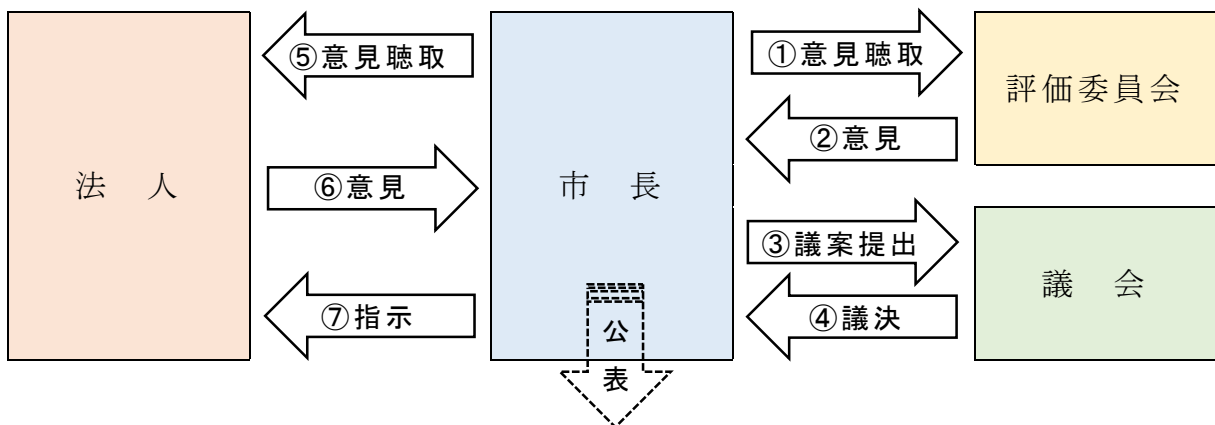 ⑤意見聴取
①意見聴取
評価委員会
②意見
法　人
⑥意見
市　長
③議案提出
議　会
⑦指示
④議決
公
表